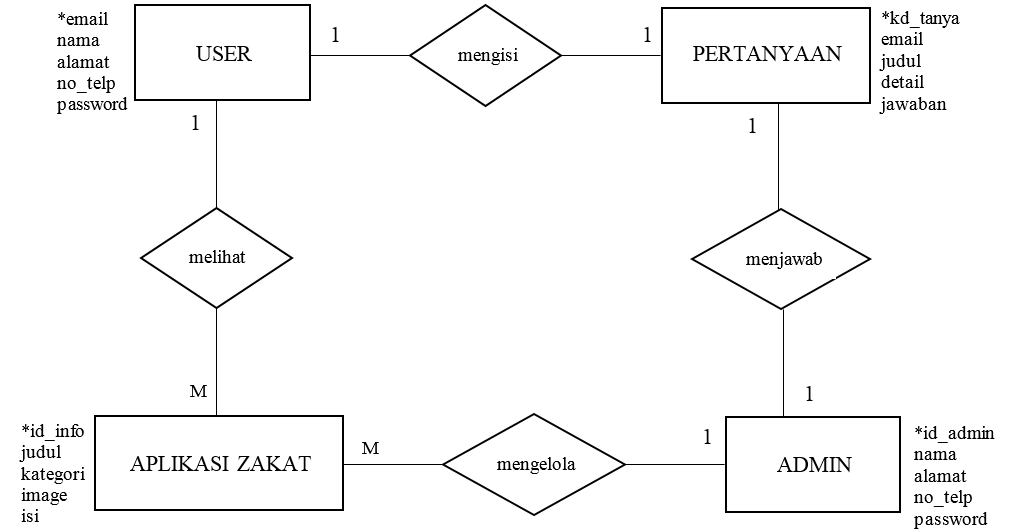 *email
nama
alamat
no_telp
password
USER
1
mengisi
1
PERTANYAAN
*kd_tanya
email
judul
detail
jawaban
1
1
melihat
menjawab
M
1
*id_info
judul
kategori
image
isi
APLIKASI ZAKAT
M
mengelola
1
ADMIN
*id_admin
nama
alamat
no_telp
password